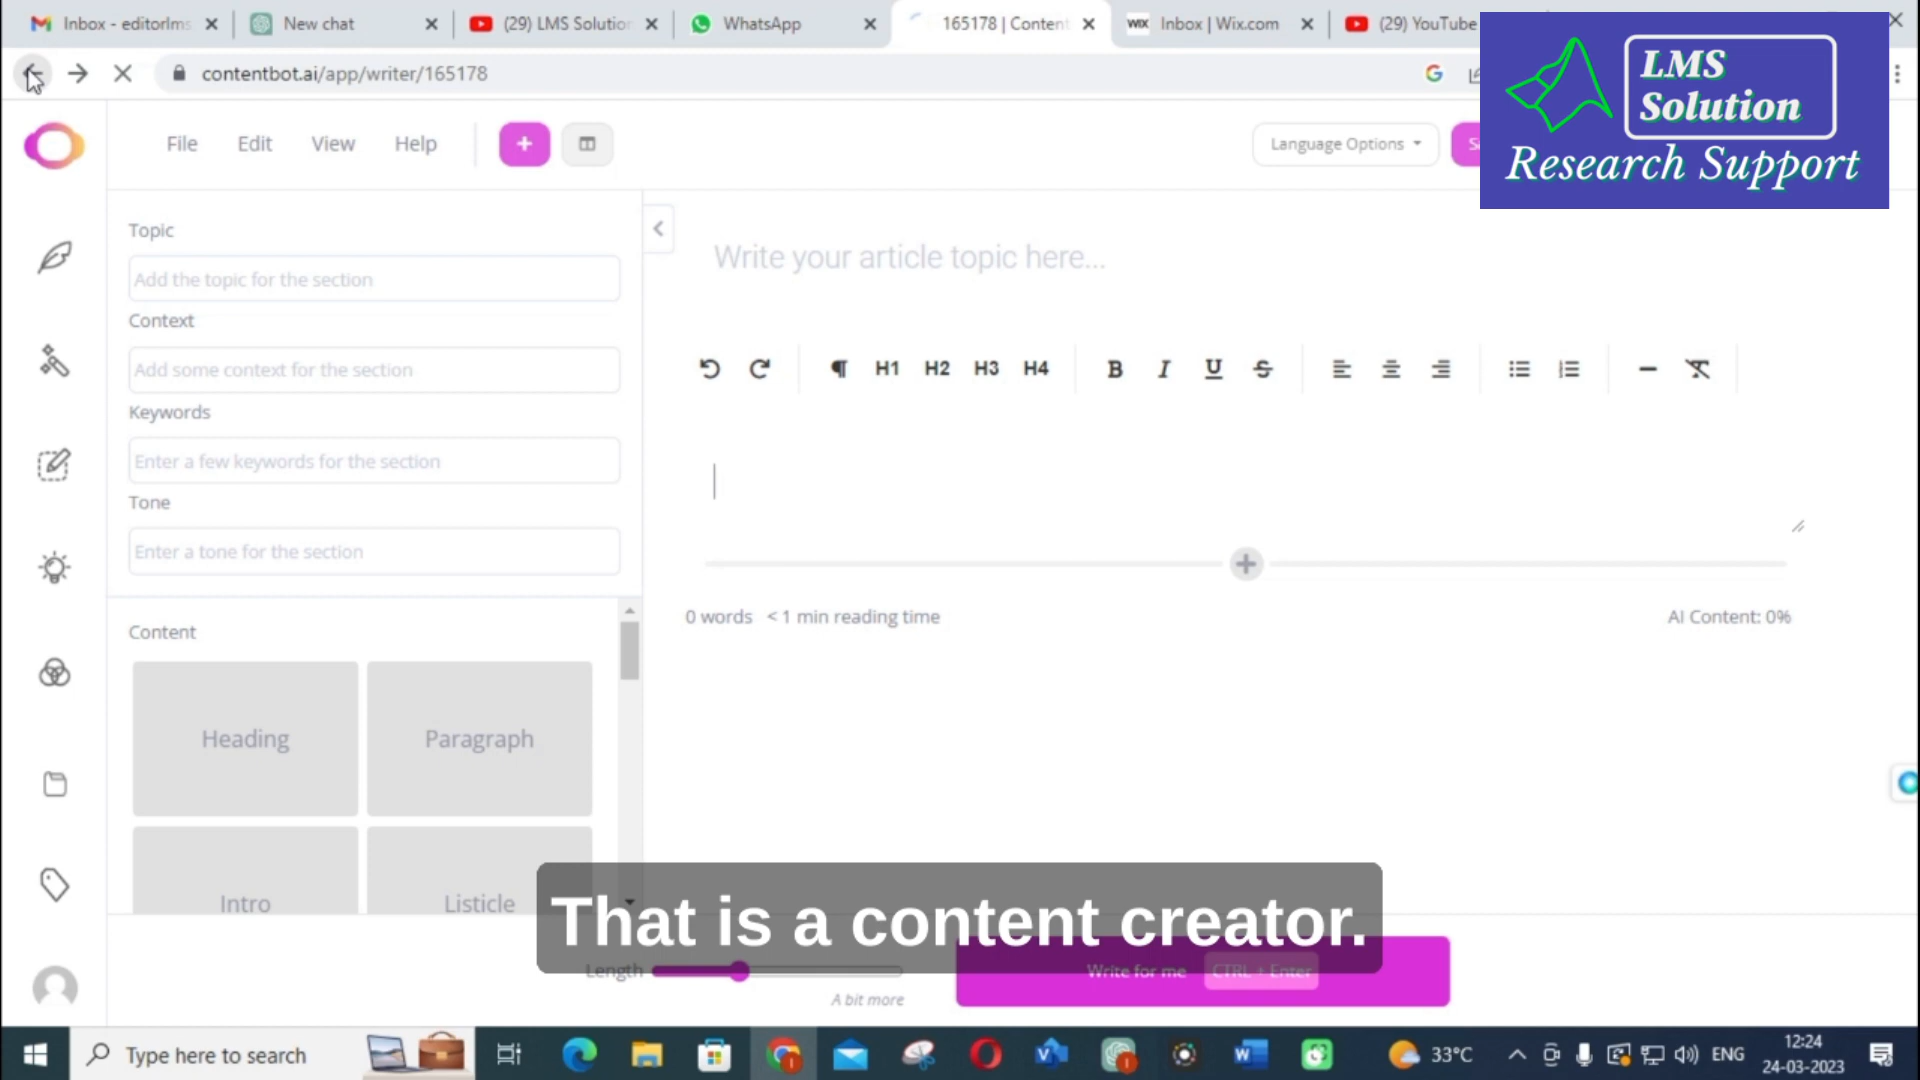 Inbox - editorlms
New chat
(29) LMS Solution
WhatsApp
165178 | Content
WIX
Inbox | Wix.com
(29) YouTube
contentbot.ai/app/writer/165178
LMS
Solution
Research Support
File
Edit
View
Help
Language Options
Topic
Add the topic for the section
Context
Add some context for the section
Keywords
Enter a few keywords for the section
Tone
Enter a tone for the section
Content
Heading
Paragraph
Intro
Listicle
Write your article topic here...
H1 H2 H3 H4 B I U S
0 words < 1 min reading time
AI Content: 0%
That is a content creator.
Length
A bit more
Write for me
CTRL + Enter
Type here to search
33°C
ENG
12:24
24-03-2023